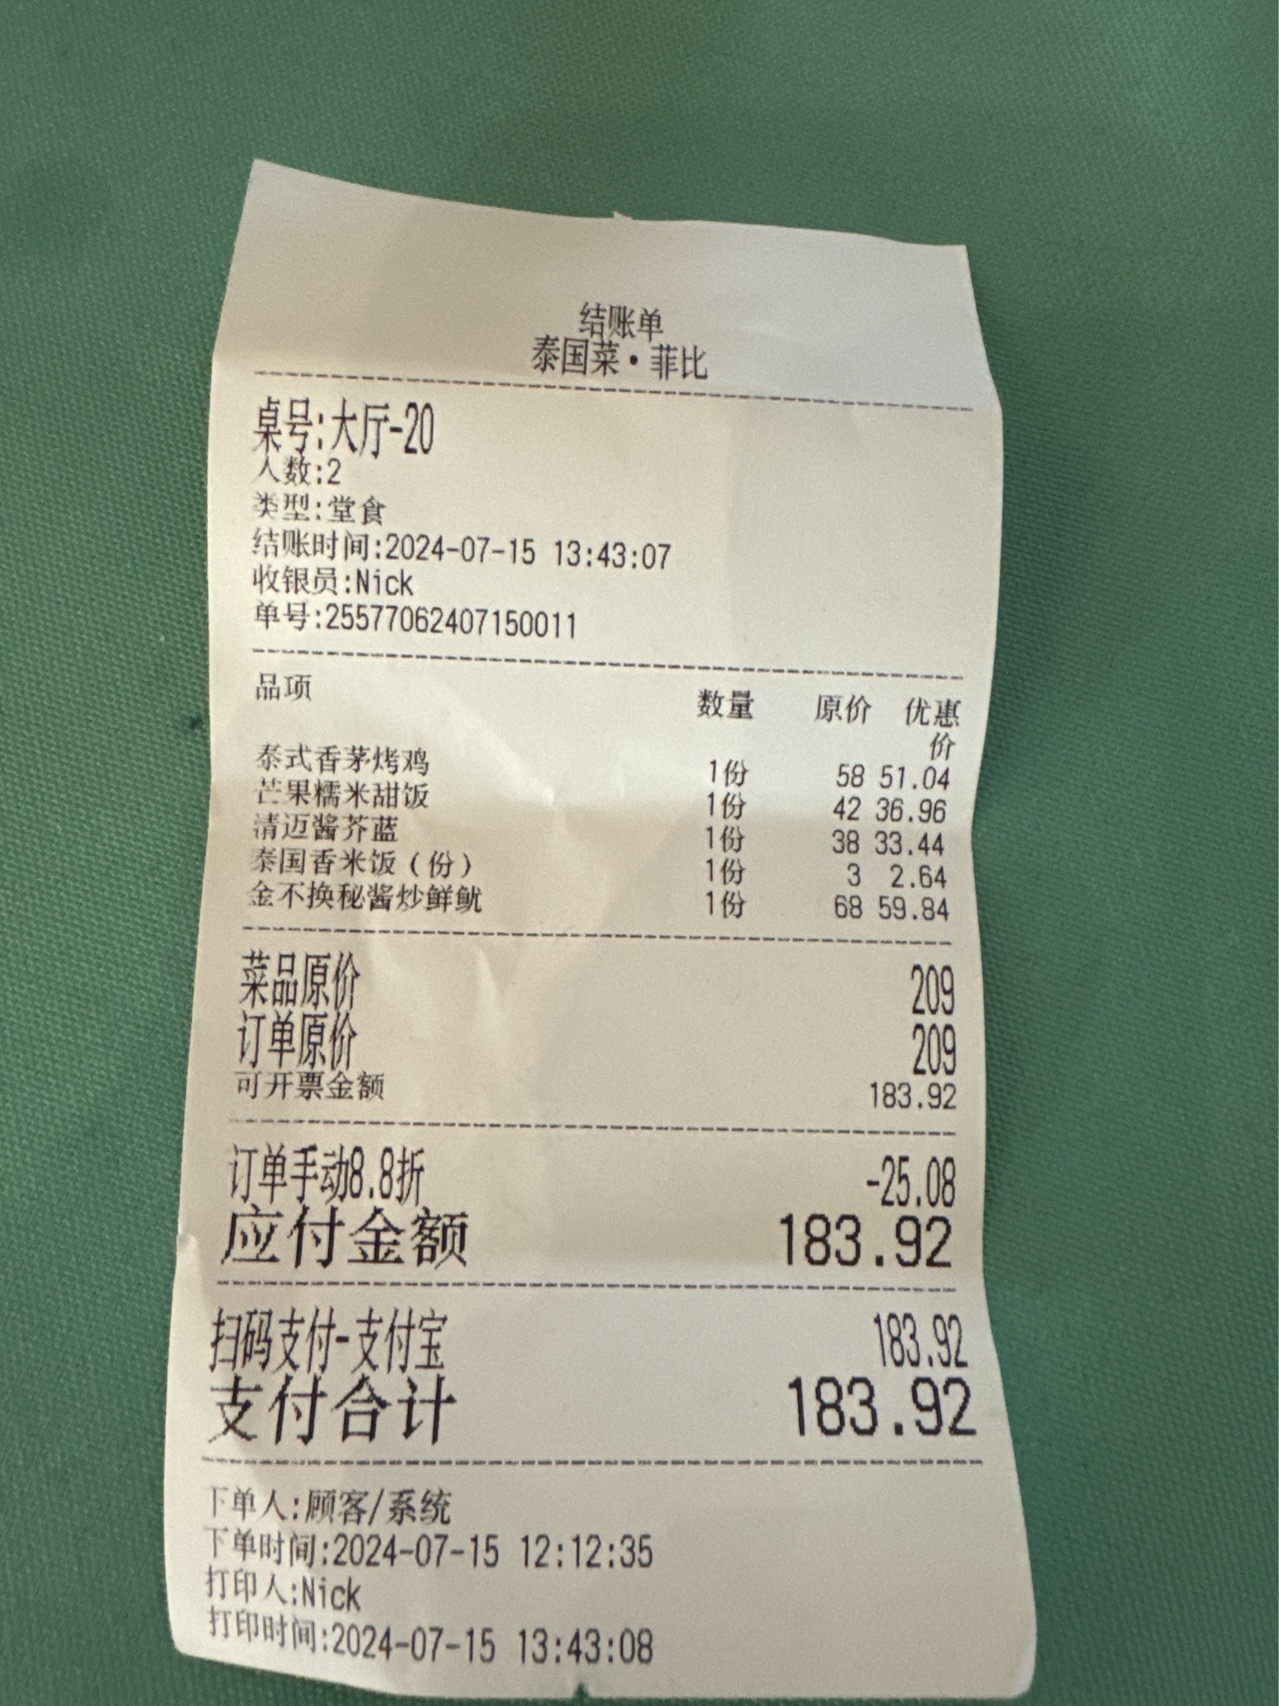 结账单
泰国菜·菲比
桌号:大厅-20
人数:2
类型:堂食
结账时间:2024-07-15 13:43:07
收银员:Nick
单号:25577062407150011
品项 数量 原价 优惠
价
泰式香茅烤鸡 1份 58 51.04
芒果糯米甜饭 1份 42 36.96
清迈酱芥蓝 1份 38 33.44
泰国香米饭（份） 1份 3 2.64
金不换秘酱炒鲜鱿 1份 68 59.84
菜品原价 209
订单原价 209
可开票金额 183.92
订单手动8.8折 -25.08
应付金额 183.92
扫码支付-支付宝 183.92
支付合计 183.92
下单人:顾客/系统
下单时间:2024-07-15 12:12:35
打印人:Nick
打印时间:2024-07-15 13:43:08